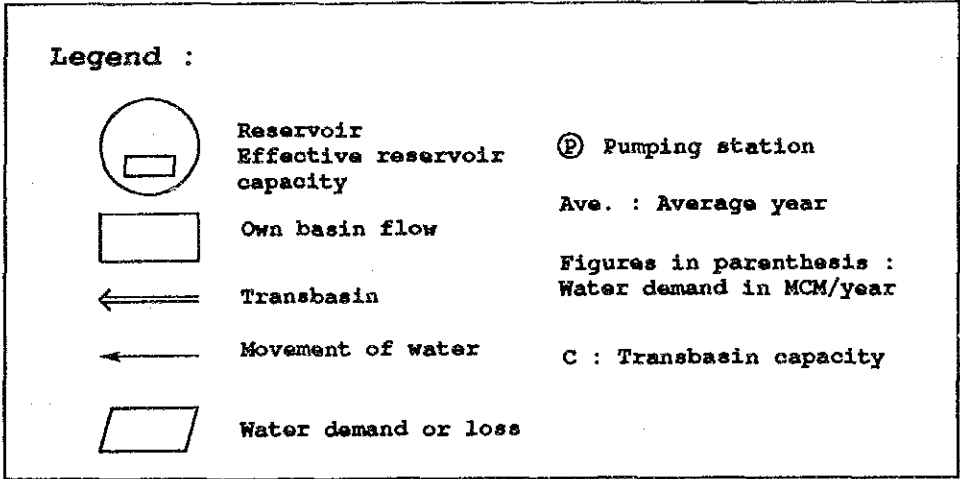 Legend :
Reservoir
Effective reservoir
capacity
Own basin flow
Transbasin
Movement of water
Water demand or loss
Ⓟ Pumping station
Ave. : Average year
Figures in parenthesis :
Water demand in MCM/year
C : Transbasin capacity